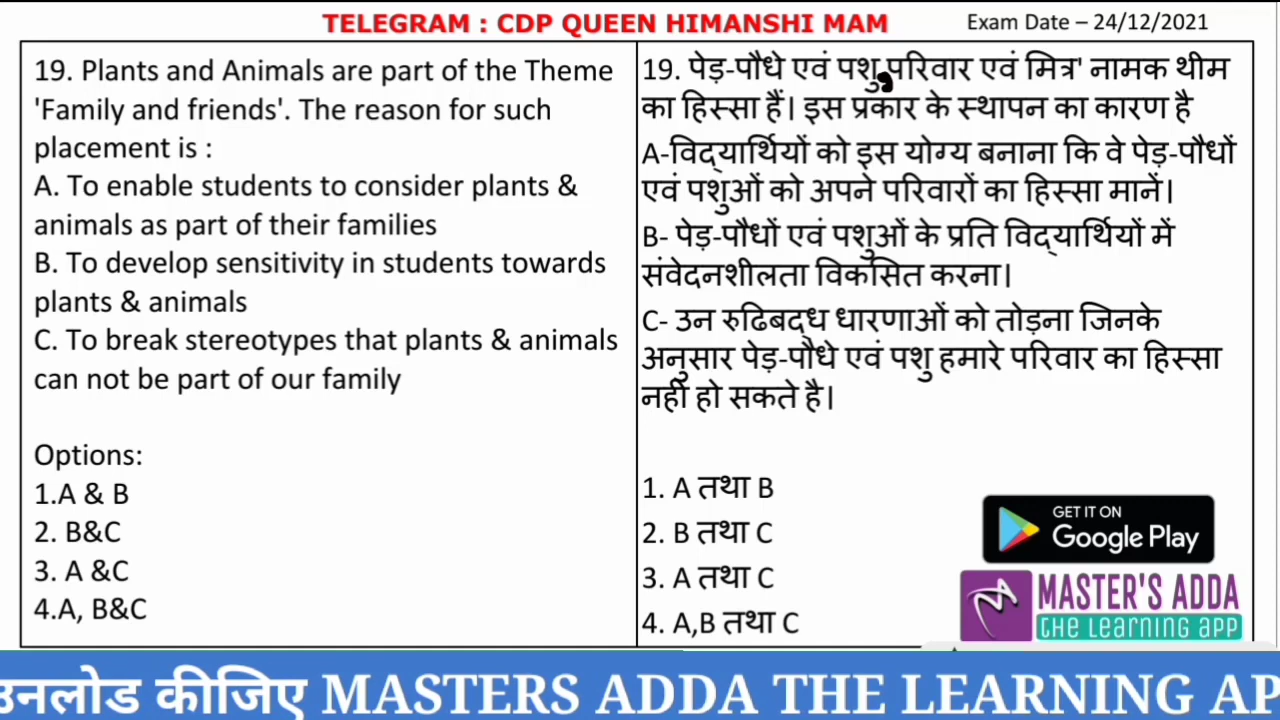 TELEGRAM : CDP QUEEN HIMANSHI MAM
Exam Date – 24/12/2021
19. Plants and Animals are part of the Theme
'Family and friends'. The reason for such
placement is :
A. To enable students to consider plants &
animals as part of their families
B. To develop sensitivity in students towards
plants & animals
C. To break stereotypes that plants & animals
can not be part of our family
Options:
1.A & B
2. B&C
3. A &C
4.A, B&C
19. पेड़-पौधे एवं पशु परिवार एवं मित्र' नामक थीम
का हिस्सा हैं। इस प्रकार के स्थापन का कारण है
A-विद्यार्थियों को इस योग्य बनाना कि वे पेड़-पौधों
एवं पशुओं को अपने परिवारों का हिस्सा मानें।
B- पेड़-पौधों एवं पशुओं के प्रति विद्यार्थियों में
संवेदनशीलता विकसित करना।
C- उन रुढिबद्ध धारणाओं को तोड़ना जिनके
अनुसार पेड़-पौधे एवं पशु हमारे परिवार का हिस्सा
नहीं हो सकते है।
1. A तथा B
2. B तथा C
3. A तथा C
4. A,B तथा C
GET IT ON
Google Play
MASTER'S ADDA
the learning app
उनलोड कीजिए MASTERS ADDA THE LEARNING AP